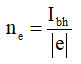 n_e = I_bh / |e|